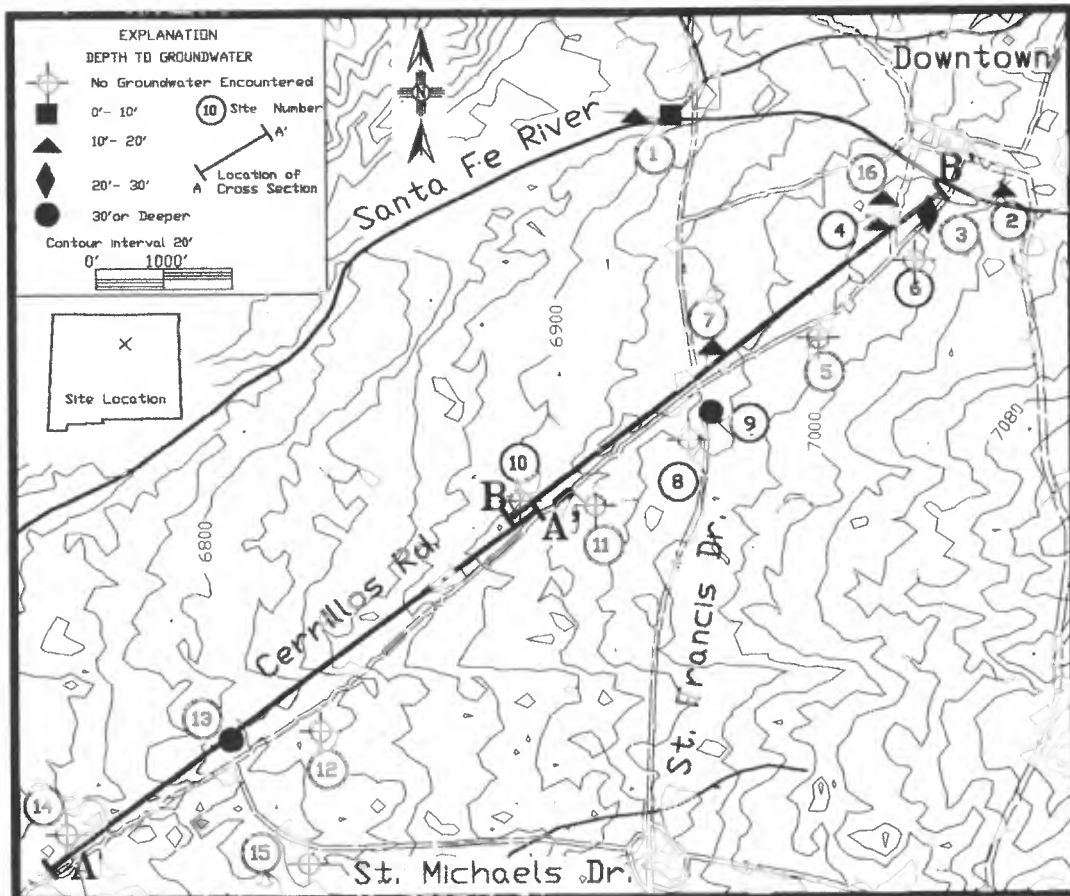 EXPLANATION
DEPTH TO GROUNDWATER
No Groundwater Encountered
0'- 10'
10'- 20'
20'- 30'
30'or Deeper
10 Site Number
A'
A
Location of
Cross Section
Contour interval 20'
0' 1000'
N
Site Location
Downtown
Santa Fe River
1
16
B'
4
3
2
6
7
5
6900
9
7000
7080
8
10
B
A'
11
6800
Cerrillos Rd.
St. Francis Dr.
13
12
14
A
15
St. Michaels Dr.